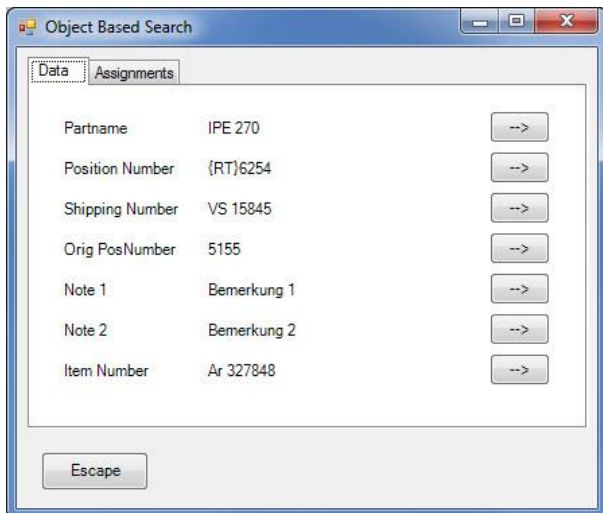 Object Based Search
Data Assignments
Partname IPE 270 -->
Position Number {RT}6254 -->
Shipping Number VS 15845 -->
Orig PosNumber 5155 -->
Note 1 Bemerkung 1 -->
Note 2 Bemerkung 2 -->
Item Number Ar 327848 -->
Escape